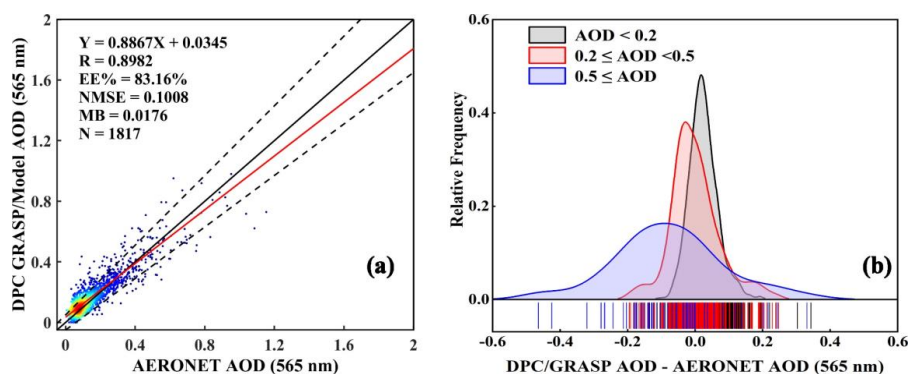 Y = 0.8867X + 0.0345
R = 0.8982
EE% = 83.16%
NMSE = 0.1008
MB = 0.0176
N = 1817
DPC GRASP/Model AOD (565 nm)
2
1.6
1.2
0.8
0.4
0
0 0.4 0.8 1.2 1.6 2
AERONET AOD (565 nm)
(a)
AOD < 0.2
0.2 ≤ AOD <0.5
0.5 ≤ AOD
Relative Frequency
0.6
0.4
0.2
0.0
-0.6 -0.4 -0.2 0.0 0.2 0.4 0.6
DPC/GRASP AOD - AERONET AOD (565 nm)
(b)